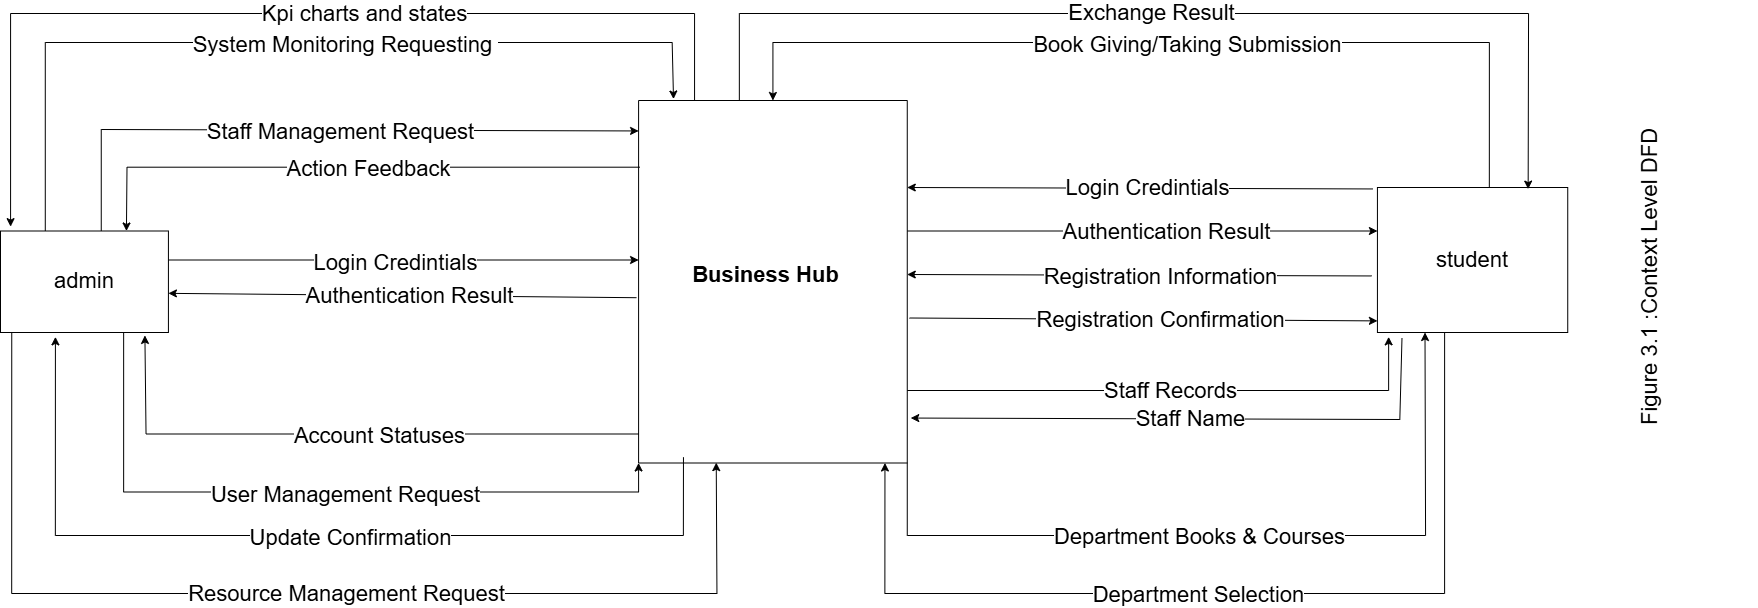 Kpi charts and states
System Monitoring Requesting
Staff Management Request
Action Feedback
admin
Login Credintials
Authentication Result
Account Statuses
User Management Request
Update Confirmation
Resource Management Request
Business Hub
Exchange Result
Book Giving/Taking Submission
Login Credintials
Authentication Result
Registration Information
Registration Confirmation
student
Staff Records
Staff Name
Department Books & Courses
Department Selection
Figure 3.1 :Context Level DFD